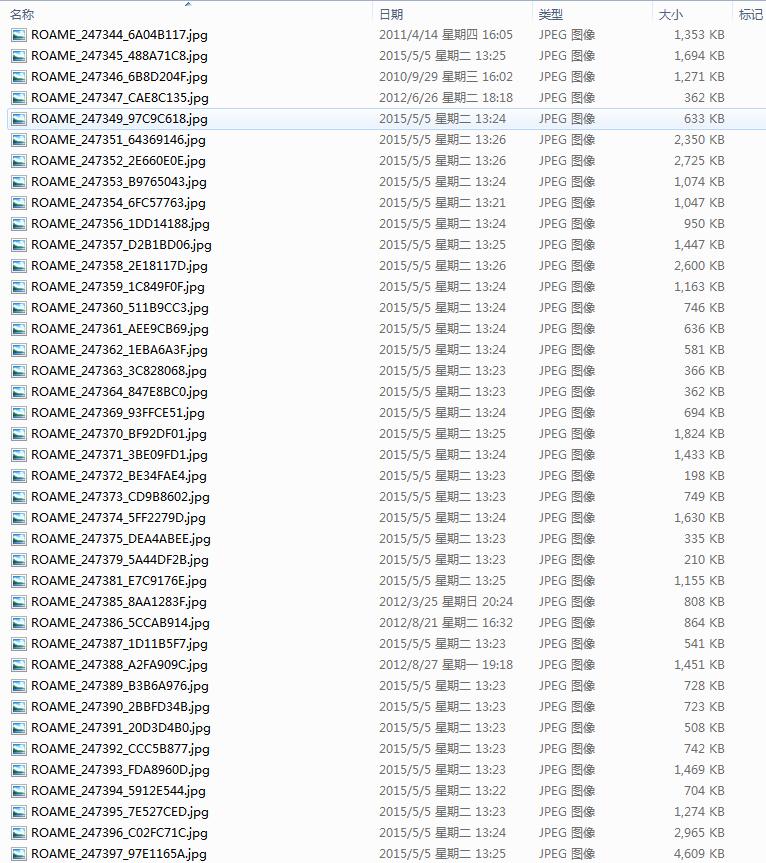 名称 日期 类型 大小 标记
ROAME_247344_6A04B117.jpg 2011/4/14 星期四 16:05 JPEG 图像 1,353 KB
ROAME_247345_488A71C8.jpg 2015/5/5 星期二 13:25 JPEG 图像 1,694 KB
ROAME_247346_6B8D204F.jpg 2010/9/29 星期三 16:02 JPEG 图像 1,271 KB
ROAME_247347_CAE8C135.jpg 2012/6/26 星期二 18:18 JPEG 图像 362 KB
ROAME_247349_97C9C618.jpg 2015/5/5 星期二 13:24 JPEG 图像 633 KB
ROAME_247351_64369146.jpg 2015/5/5 星期二 13:26 JPEG 图像 2,350 KB
ROAME_247352_2E660E0E.jpg 2015/5/5 星期二 13:26 JPEG 图像 2,725 KB
ROAME_247353_B9765043.jpg 2015/5/5 星期二 13:24 JPEG 图像 1,074 KB
ROAME_247354_6FC57763.jpg 2015/5/5 星期二 13:21 JPEG 图像 1,047 KB
ROAME_247356_1DD14188.jpg 2015/5/5 星期二 13:24 JPEG 图像 950 KB
ROAME_247357_D2B1BD06.jpg 2015/5/5 星期二 13:25 JPEG 图像 1,447 KB
ROAME_247358_2E18117D.jpg 2015/5/5 星期二 13:26 JPEG 图像 2,600 KB
ROAME_247359_1C849F0F.jpg 2015/5/5 星期二 13:24 JPEG 图像 1,163 KB
ROAME_247360_511B9CC3.jpg 2015/5/5 星期二 13:24 JPEG 图像 746 KB
ROAME_247361_AEE9CB69.jpg 2015/5/5 星期二 13:24 JPEG 图像 636 KB
ROAME_247362_1EBA6A3F.jpg 2015/5/5 星期二 13:24 JPEG 图像 581 KB
ROAME_247363_3C828068.jpg 2015/5/5 星期二 13:23 JPEG 图像 366 KB
ROAME_247364_847E8BC0.jpg 2015/5/5 星期二 13:23 JPEG 图像 362 KB
ROAME_247369_93FFCE51.jpg 2015/5/5 星期二 13:24 JPEG 图像 694 KB
ROAME_247370_BF92DF01.jpg 2015/5/5 星期二 13:25 JPEG 图像 1,824 KB
ROAME_247371_3BE09FD1.jpg 2015/5/5 星期二 13:24 JPEG 图像 1,433 KB
ROAME_247372_BE34FAE4.jpg 2015/5/5 星期二 13:23 JPEG 图像 198 KB
ROAME_247373_CD9B8602.jpg 2015/5/5 星期二 13:23 JPEG 图像 749 KB
ROAME_247374_5FF2279D.jpg 2015/5/5 星期二 13:24 JPEG 图像 1,630 KB
ROAME_247375_DEA4ABEE.jpg 2015/5/5 星期二 13:23 JPEG 图像 335 KB
ROAME_247379_5A44DF2B.jpg 2015/5/5 星期二 13:23 JPEG 图像 210 KB
ROAME_247381_E7C9176E.jpg 2015/5/5 星期二 13:25 JPEG 图像 1,155 KB
ROAME_247385_8AA1283F.jpg 2012/3/25 星期日 20:24 JPEG 图像 808 KB
ROAME_247386_5CCAB914.jpg 2012/8/21 星期二 16:32 JPEG 图像 864 KB
ROAME_247387_1D11B5F7.jpg 2015/5/5 星期二 13:23 JPEG 图像 541 KB
ROAME_247388_A2FA909C.jpg 2012/8/27 星期一 19:18 JPEG 图像 1,451 KB
ROAME_247389_B3B6A976.jpg 2015/5/5 星期二 13:23 JPEG 图像 728 KB
ROAME_247390_2BBFD34B.jpg 2015/5/5 星期二 13:23 JPEG 图像 723 KB
ROAME_247391_20D3D4B0.jpg 2015/5/5 星期二 13:23 JPEG 图像 508 KB
ROAME_247392_CCC5B877.jpg 2015/5/5 星期二 13:23 JPEG 图像 742 KB
ROAME_247393_FDA8960D.jpg 2015/5/5 星期二 13:23 JPEG 图像 1,469 KB
ROAME_247394_5912E544.jpg 2015/5/5 星期二 13:22 JPEG 图像 704 KB
ROAME_247395_7E527CED.jpg 2015/5/5 星期二 13:23 JPEG 图像 1,274 KB
ROAME_247396_C02FC71C.jpg 2015/5/5 星期二 13:24 JPEG 图像 2,965 KB
ROAME_247397_97E1165A.jpg 2015/5/5 星期二 13:25 JPEG 图像 4,609 KB